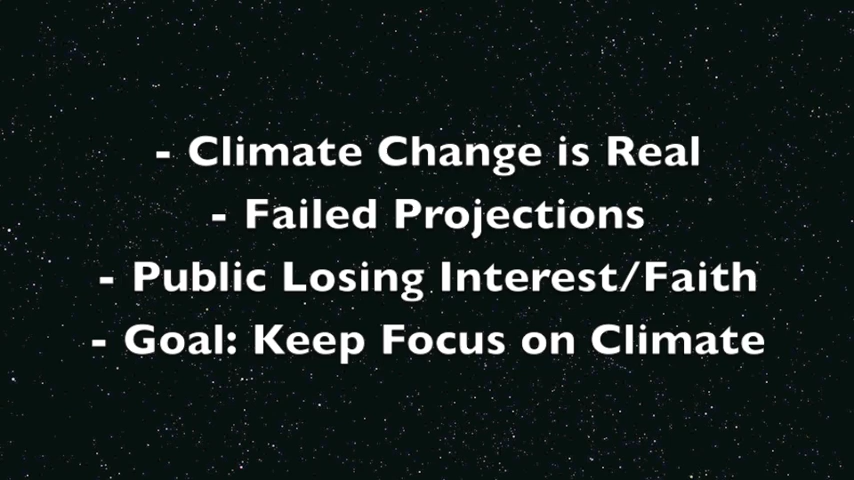 - Climate Change is Real
- Failed Projections
- Public Losing Interest/Faith
- Goal: Keep Focus on Climate